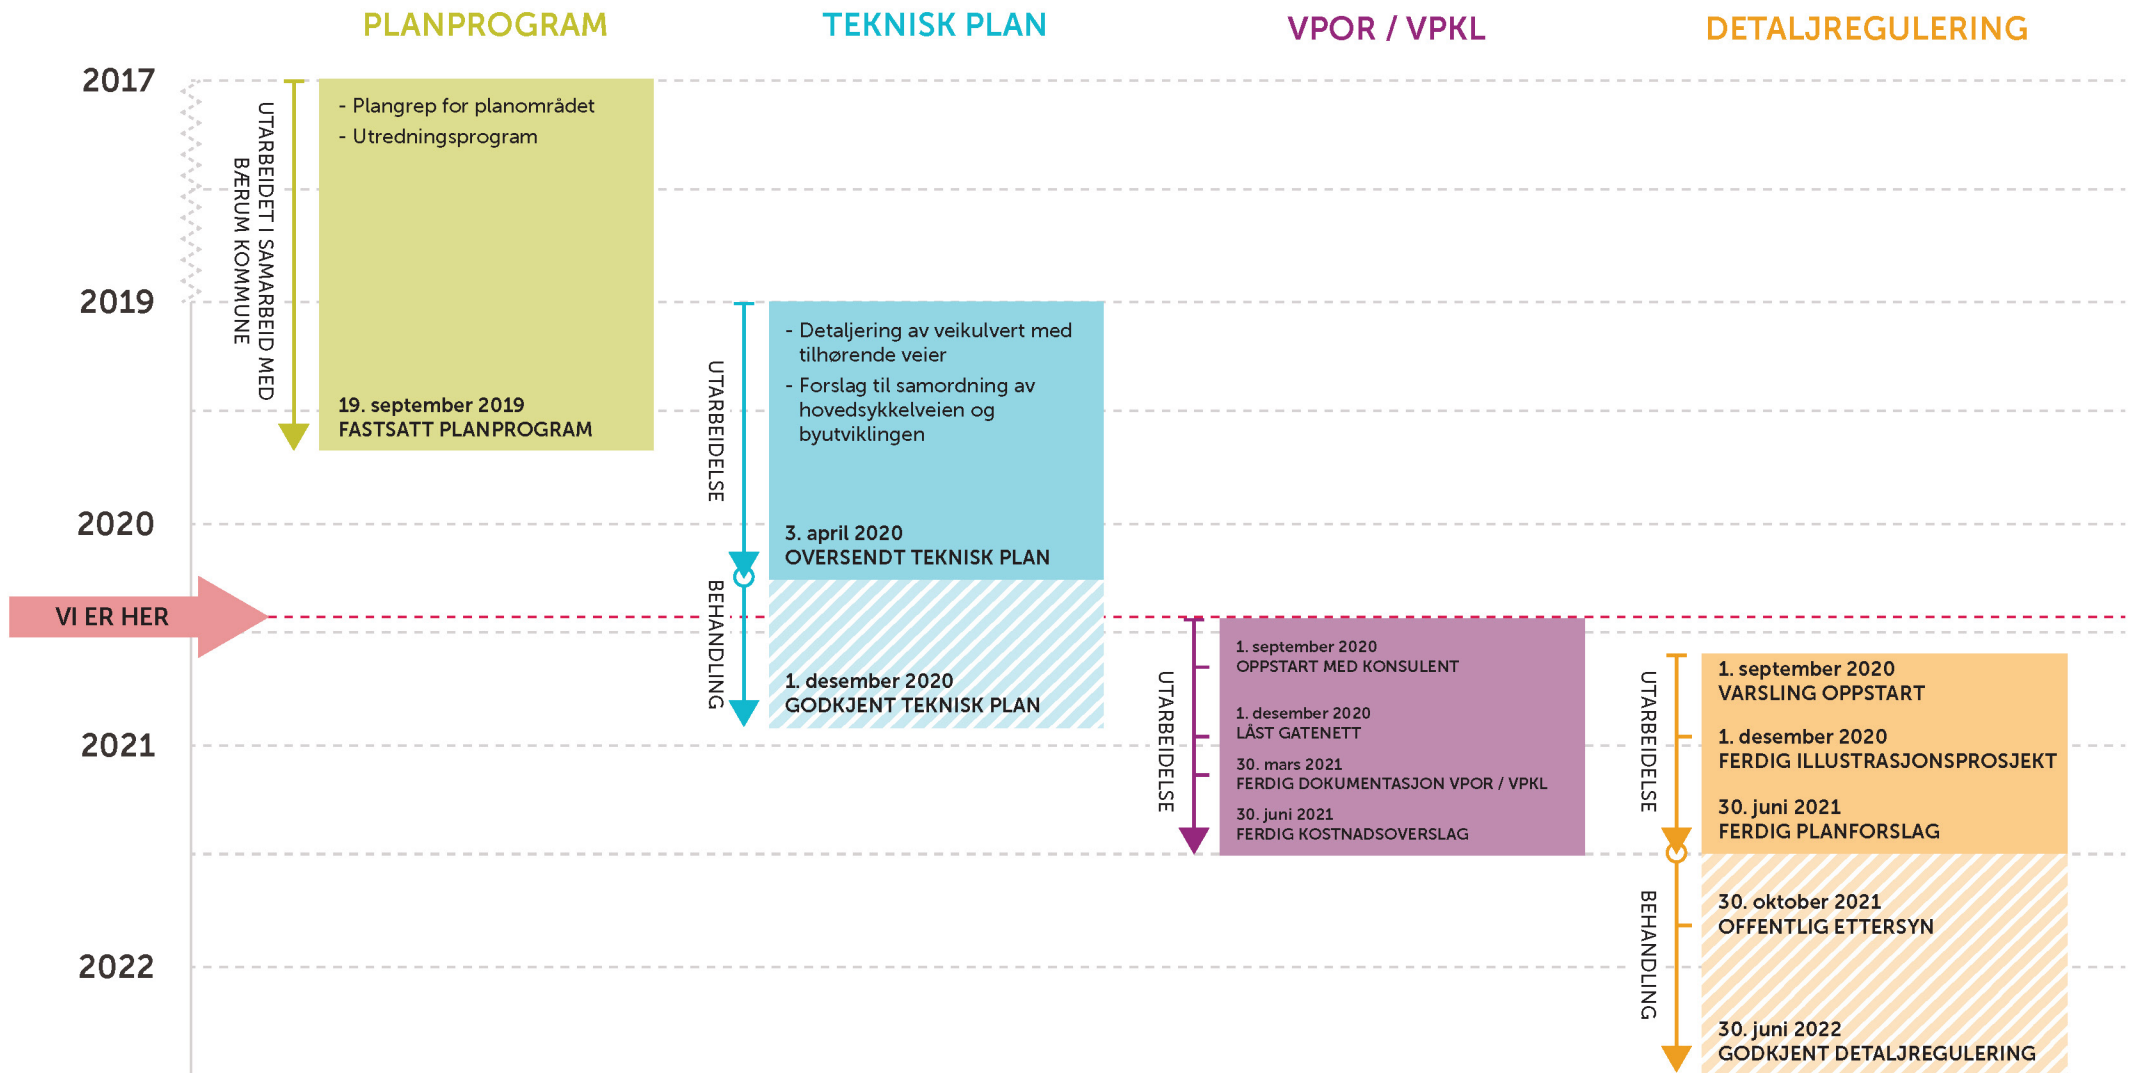 PLANPROGRAM
TEKNISK PLAN
VPOR / VPKL
DETALJREGULERING
2017
2019
2020
VI ER HER
2021
2022
UTARBEIDET I SAMARBEID MED
BÆRUM KOMMUNE
- Plangrep for planområdet
- Utredningsprogram
19. september 2019
FASTSATT PLANPROGRAM
UTARBEIDELSE
BEHANDLING
- Detaljering av veikulvert med
tilhørende veier
- Forslag til samordning av
hovedsykkelveien og
byutviklingen
3. april 2020
OVERSENDT TEKNISK PLAN
1. desember 2020
GODKJENT TEKNISK PLAN
UTARBEIDELSE
1. september 2020
OPPSTART MED KONSULENT
1. desember 2020
LÅST GATENETT
30. mars 2021
FERDIG DOKUMENTASJON VPOR / VPKL
30. juni 2021
FERDIG KOSTNADSOVERSLAG
UTARBEIDELSE
BEHANDLING
1. september 2020
VARSLING OPPSTART
1. desember 2020
FERDIG ILLUSTRASJONSPROSJEKT
30. juni 2021
FERDIG PLANFORSLAG
30. oktober 2021
OFFENTLIG ETTERSYN
30. juni 2022
GODKJENT DETALJREGULERING